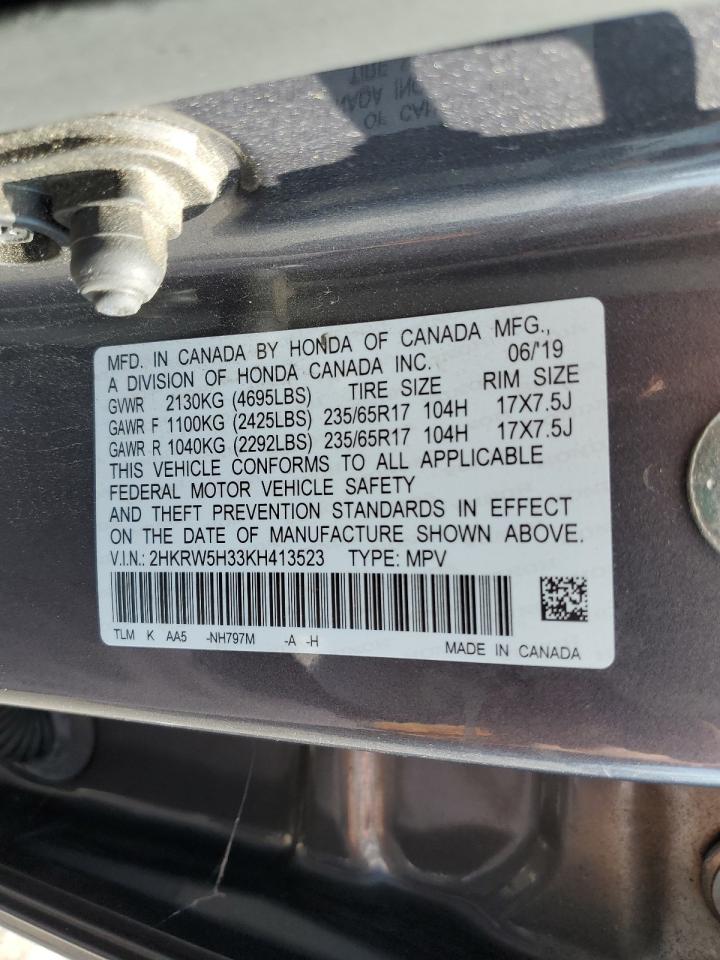 MFD. IN CANADA BY HONDA OF CANADA MFG.,
A DIVISION OF HONDA CANADA INC. 06/'19
GVWR 2130KG (4695LBS) TIRE SIZE RIM SIZE
GAWR F 1100KG (2425LBS) 235/65R17 104H 17X7.5J
GAWR R 1040KG (2292LBS) 235/65R17 104H 17X7.5J
THIS VEHICLE CONFORMS TO ALL APPLICABLE
FEDERAL MOTOR VEHICLE SAFETY
AND THEFT PREVENTION STANDARDS IN EFFECT
ON THE DATE OF MANUFACTURE SHOWN ABOVE.
V.I.N.: 2HKRW5H33KH413523 TYPE: MPV
TLM K AA5 -NH797M -A -H MADE IN CANADA